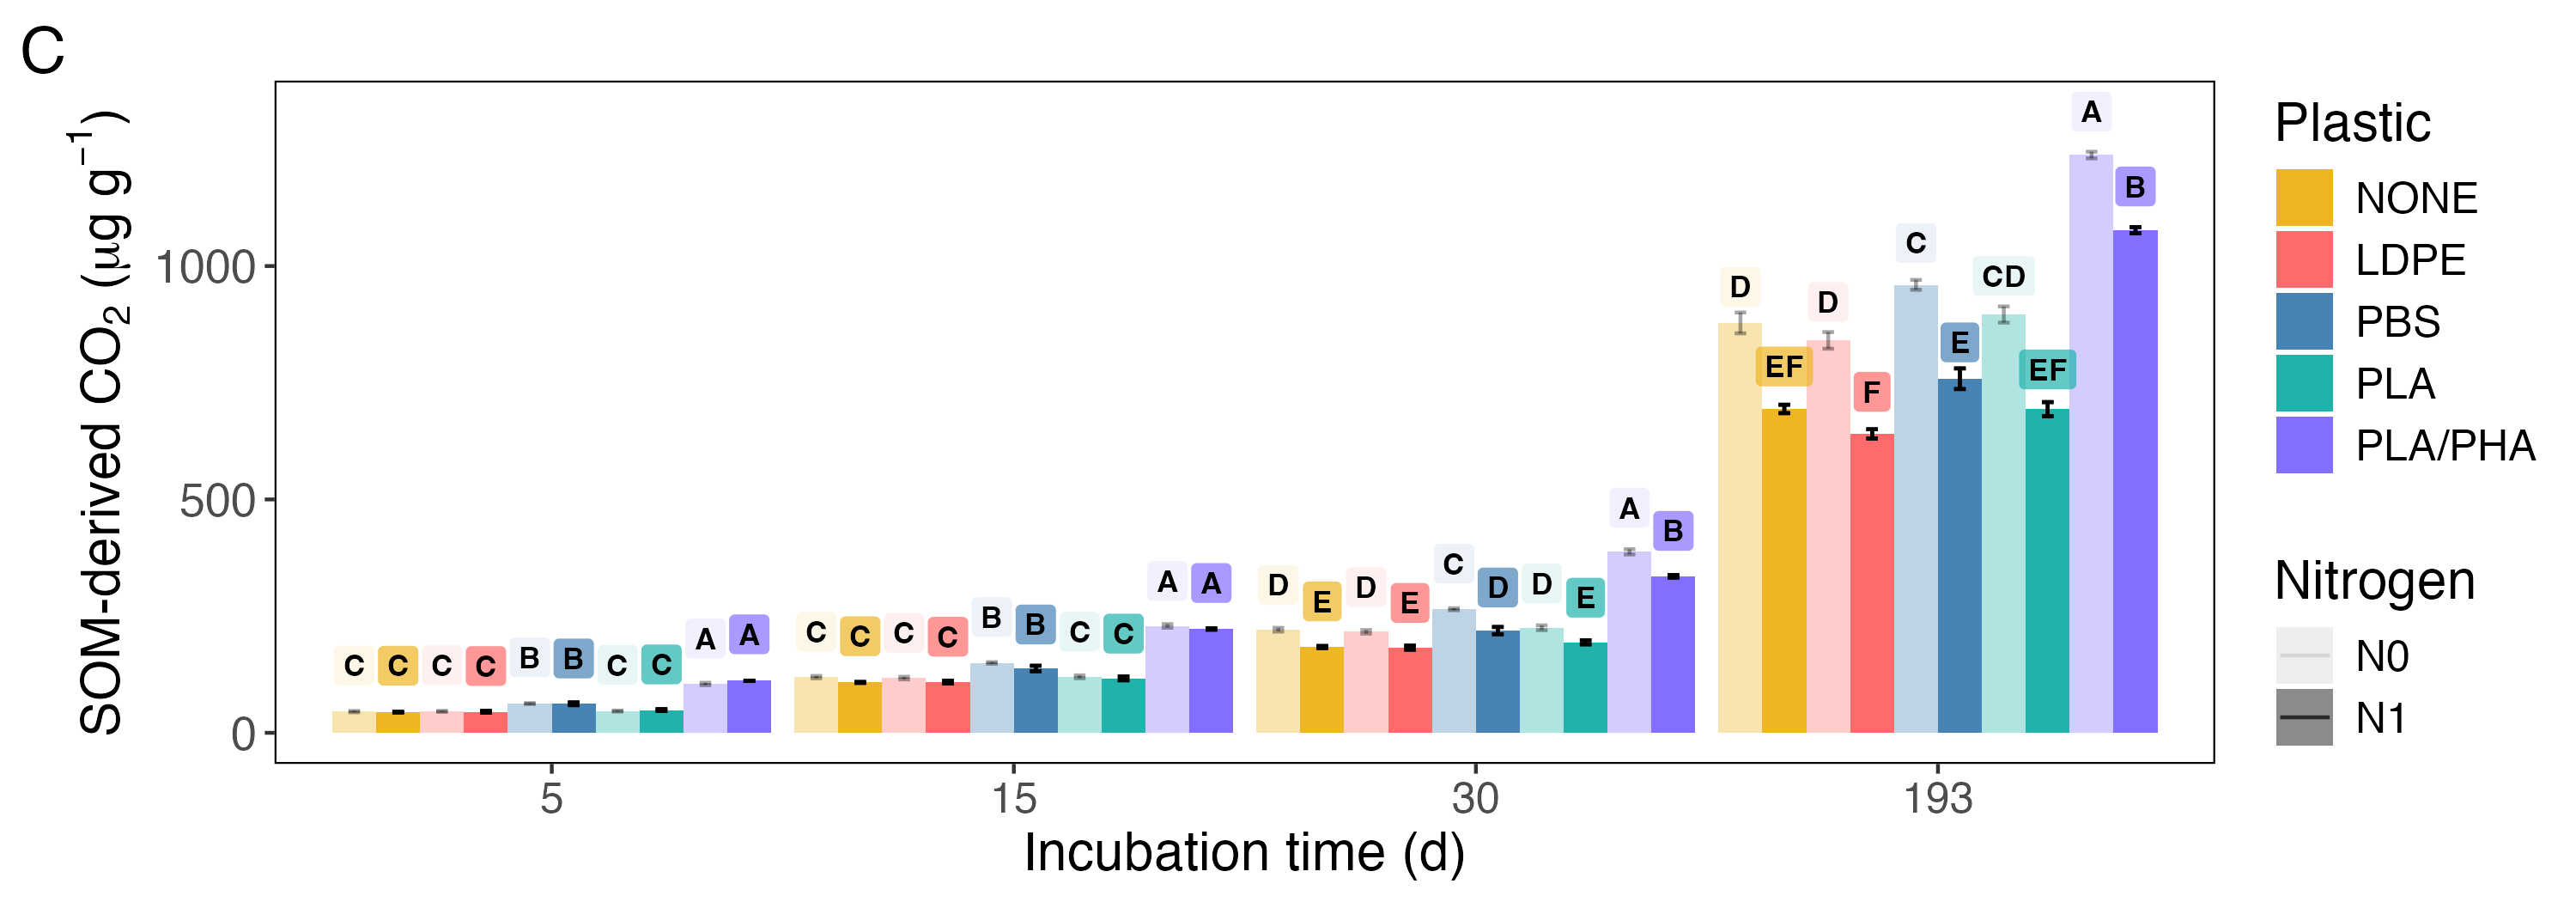 C
SOM-derived CO2 (μg g−1)
1000
500
0
C C C C B B C C A A
C C C C B B C C A A
D E D E C D D E A B
D EF D F C E CD EF A B
5 15 30 193
Incubation time (d)
Plastic
NONE
LDPE
PBS
PLA
PLA/PHA
Nitrogen
N0
N1